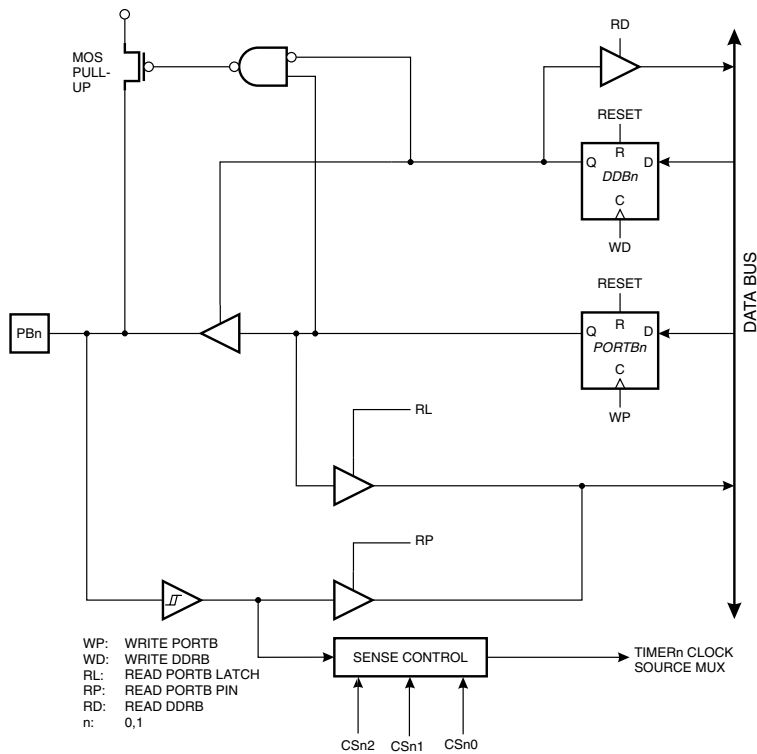 RD
MOS
PULL-
UP
RESET
R
Q
D
DDBn
C
WD
RESET
R
Q
D
PORTBn
C
WP
DATA BUS
PBn
RL
RP
WP: WRITE PORTB
WD: WRITE DDRB
RL: READ PORTB LATCH
RP: READ PORTB PIN
RD: READ DDRB
n: 0,1
SENSE CONTROL
TIMERn CLOCK
SOURCE MUX
CSn2
CSn1
CSn0